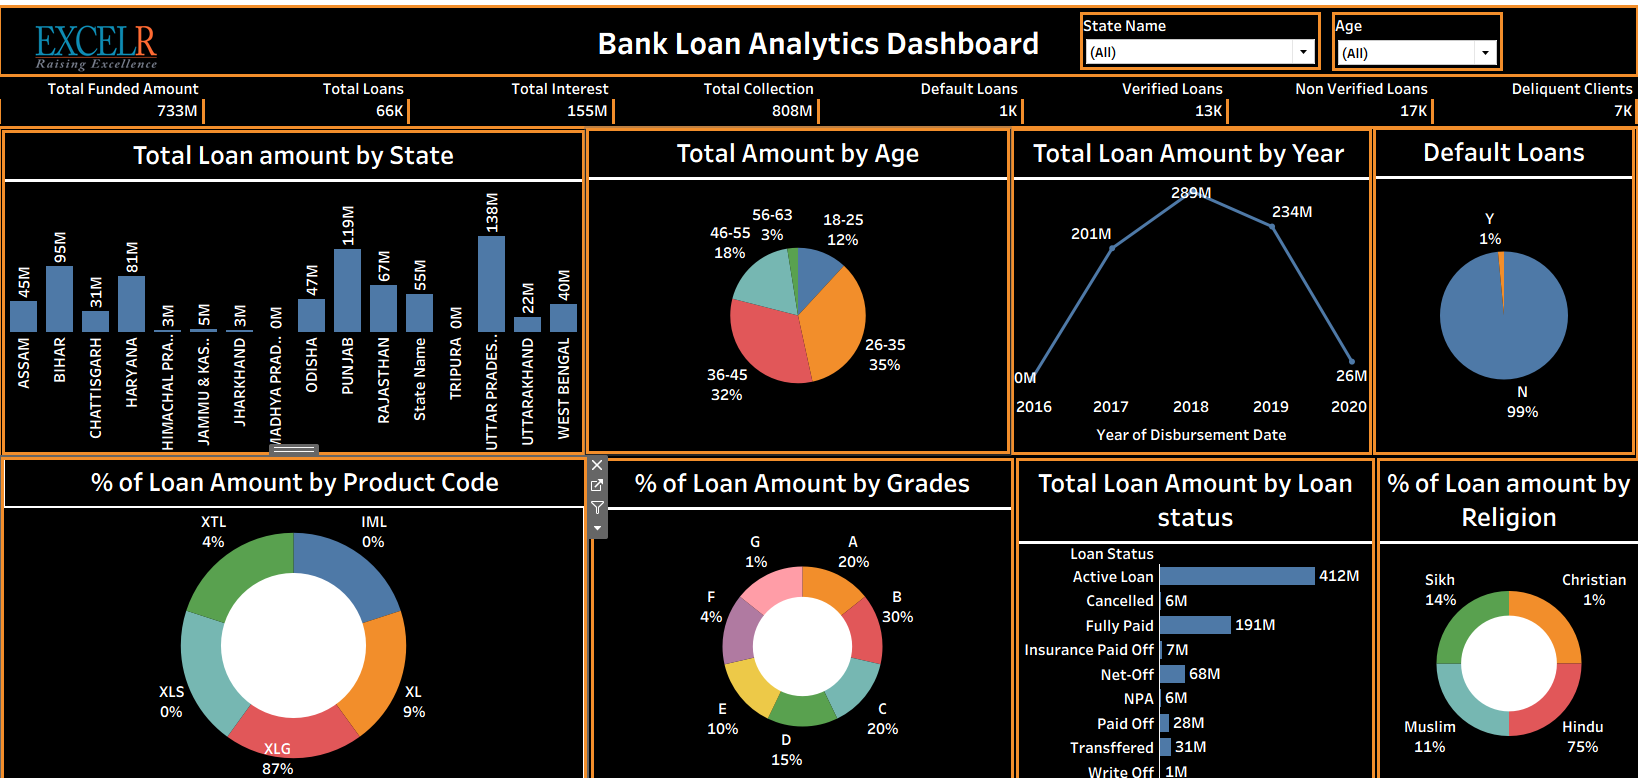 EXCELR
Raising Excellence
Bank Loan Analytics Dashboard
State Name
(All)
Age
(All)
Total Funded Amount
733M
Total Loans
66K
Total Interest
155M
Total Collection
808M
Default Loans
1K
Verified Loans
13K
Non Verified Loans
17K
Deliquent Clients
7K
Total Loan amount by State
45M
95M
31M
81M
3M
5M
3M
0M
47M
119M
67M
55M
0M
138M
22M
40M
ASSAM
BIHAR
CHATTISGARH
HARYANA
HIMACHAL PRA..
JAMMU & KAS..
JHARKHAND
MADHYA PRAD..
ODISHA
PUNJAB
RAJASTHAN
State Name
TRIPURA
UTTAR PRADES..
UTTARAKHAND
WEST BENGAL
Total Amount by Age
56-63
3%
18-25
12%
46-55
18%
26-35
35%
36-45
32%
Total Loan Amount by Year
289M
234M
201M
0M
26M
2016 2017 2018 2019 2020
Year of Disbursement Date
Default Loans
Y
1%
N
99%
% of Loan Amount by Product Code
XTL
4%
IML
0%
XLS
0%
XL
9%
XLG
87%
% of Loan Amount by Grades
G
1%
A
20%
F
4%
B
30%
E
10%
C
20%
D
15%
Total Loan Amount by Loan
status
Loan Status
Active Loan 412M
Cancelled 6M
Fully Paid 191M
Insurance Paid Off 7M
Net-Off 68M
NPA 6M
Paid Off 28M
Transffered 31M
Write Off 1M
% of Loan amount by
Religion
Sikh
14%
Christian
1%
Muslim
11%
Hindu
75%